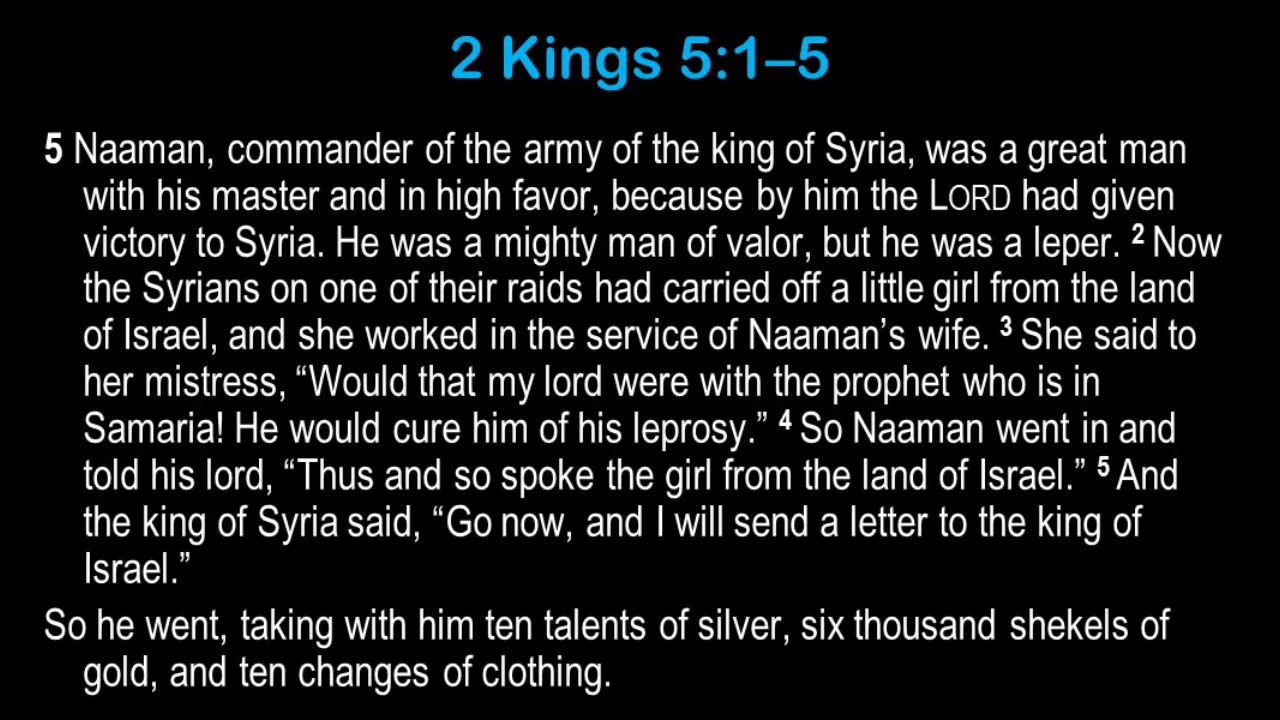 2 Kings 5:1–5
5 Naaman, commander of the army of the king of Syria, was a great man
with his master and in high favor, because by him the LORD had given
victory to Syria. He was a mighty man of valor, but he was a leper. 2 Now
the Syrians on one of their raids had carried off a little girl from the land
of Israel, and she worked in the service of Naaman’s wife. 3 She said to
her mistress, “Would that my lord were with the prophet who is in
Samaria! He would cure him of his leprosy.” 4 So Naaman went in and
told his lord, “Thus and so spoke the girl from the land of Israel.” 5 And
the king of Syria said, “Go now, and I will send a letter to the king of
Israel.”
So he went, taking with him ten talents of silver, six thousand shekels of
gold, and ten changes of clothing.